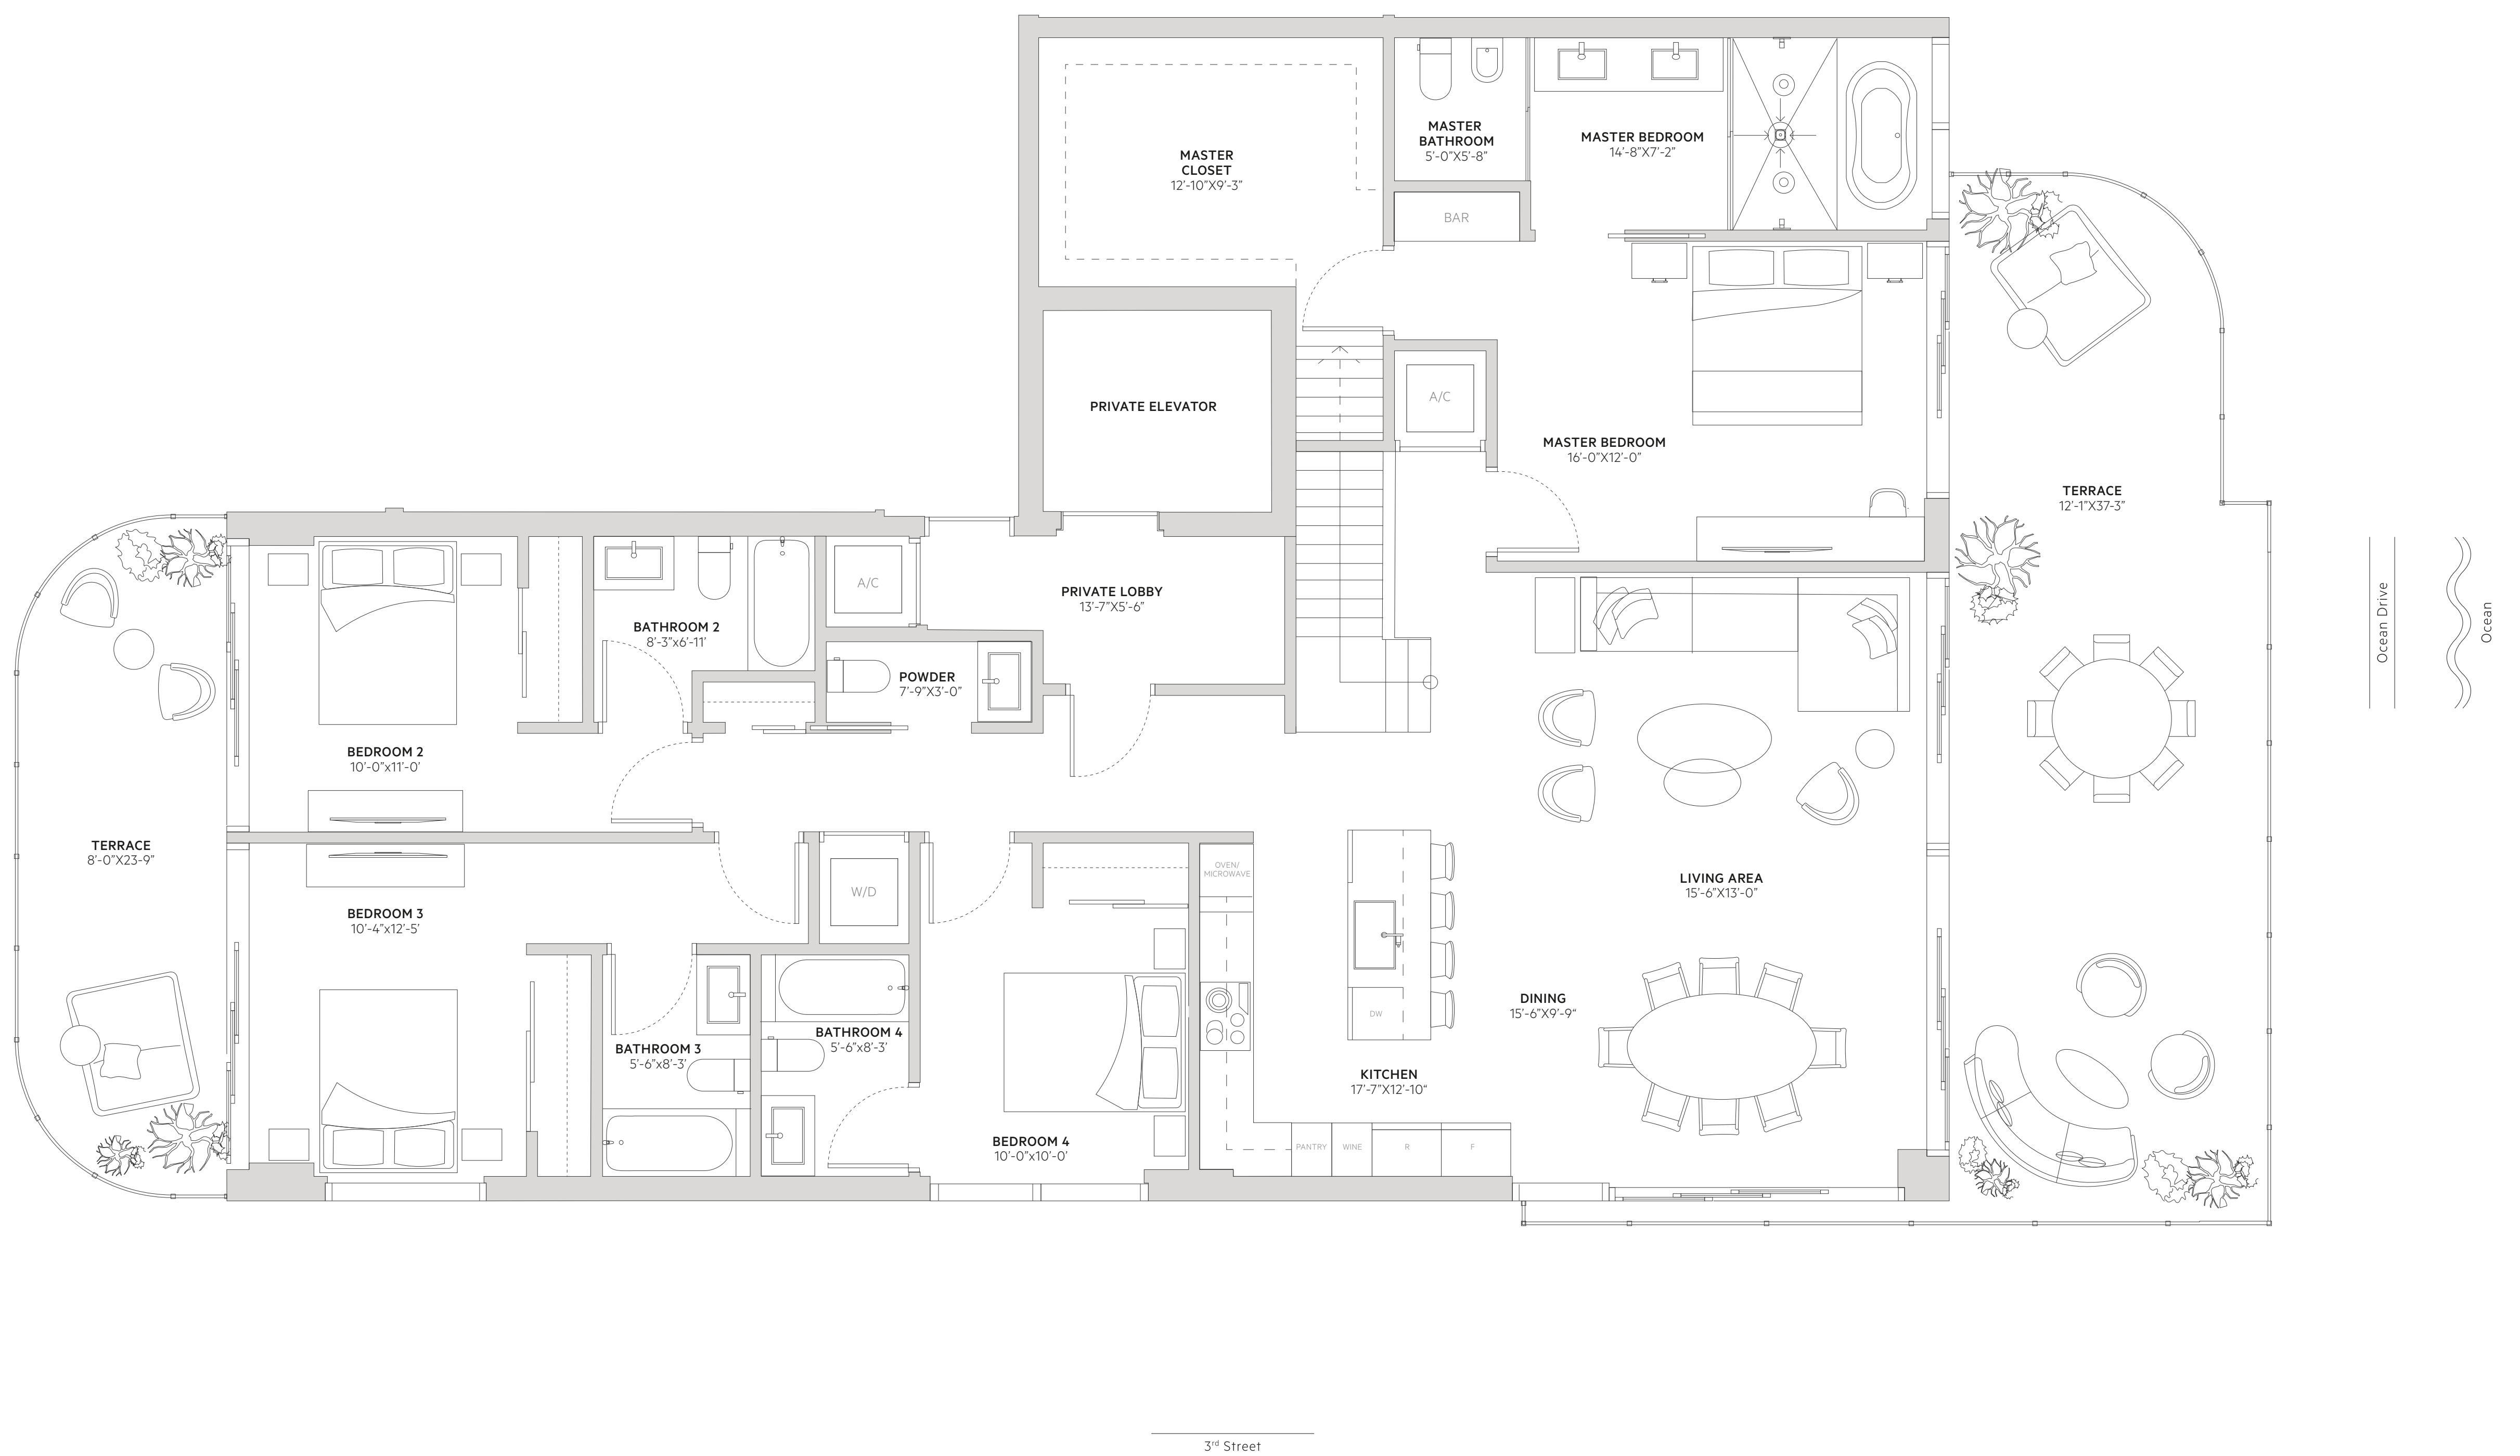 MASTER
CLOSET
12'-10"X9'-3"
MASTER
BATHROOM
5'-0"X5'-8"
MASTER BEDROOM
14'-8"X7'-2"
BAR
PRIVATE ELEVATOR
A/C
MASTER BEDROOM
16'-0"X12'-0"
TERRACE
12'-1"X37-3"
Ocean Drive
Ocean
BATHROOM 2
8'-3"x6'-11'
A/C
PRIVATE LOBBY
13'-7"X5'-6"
POWDER
7'-9"X3'-0"
BEDROOM 2
10'-0"x11'-0'
TERRACE
8'-0"X23-9"
BEDROOM 3
10'-4"x12'-5'
W/D
OVEN/
MICROWAVE
LIVING AREA
15'-6"X13'-0"
BATHROOM 3
5'-6"x8'-3'
BATHROOM 4
5'-6"x8'-3'
DW
DINING
15'-6"X9'-9“
KITCHEN
17'-7"X12'-10“
BEDROOM 4
10'-0"x10'-0'
PANTRY
WINE
R
F
3rd Street